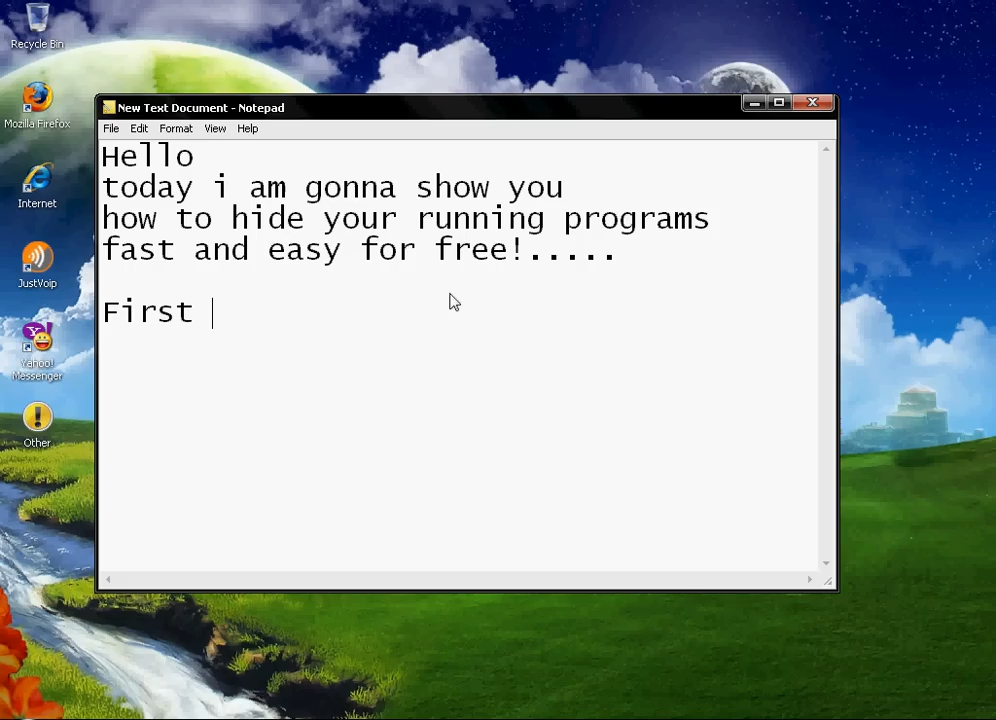 Recycle Bin
Mozilla Firefox
Internet
JustVoip
Yahoo!
Messenger
Other
New Text Document - Notepad
File Edit Format View Help
Hello
today i am gonna show you
how to hide your running programs
fast and easy for free!.....
First